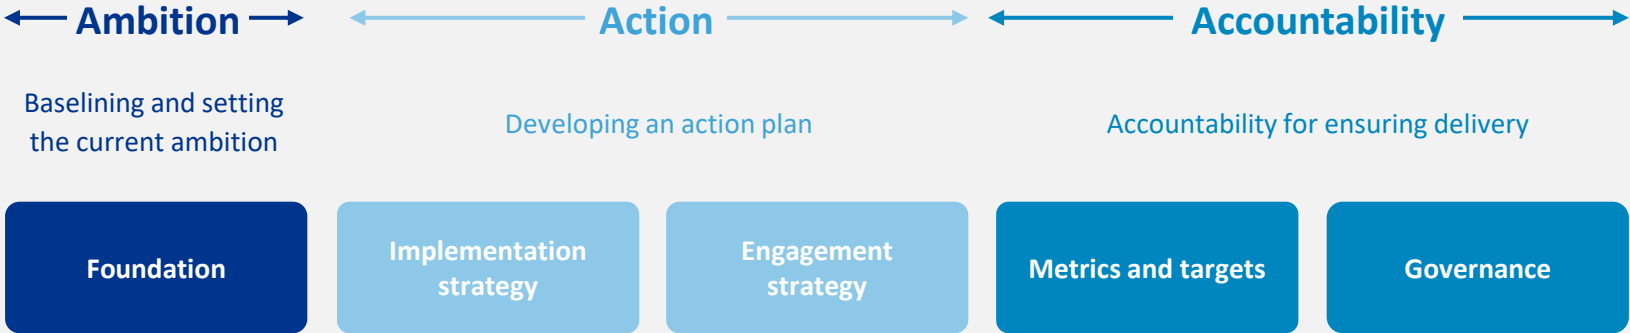 Ambition
Action
Accountability
Baselining and setting
the current ambition
Developing an action plan
Accountability for ensuring delivery
Foundation
Implementation
strategy
Engagement
strategy
Metrics and targets
Governance